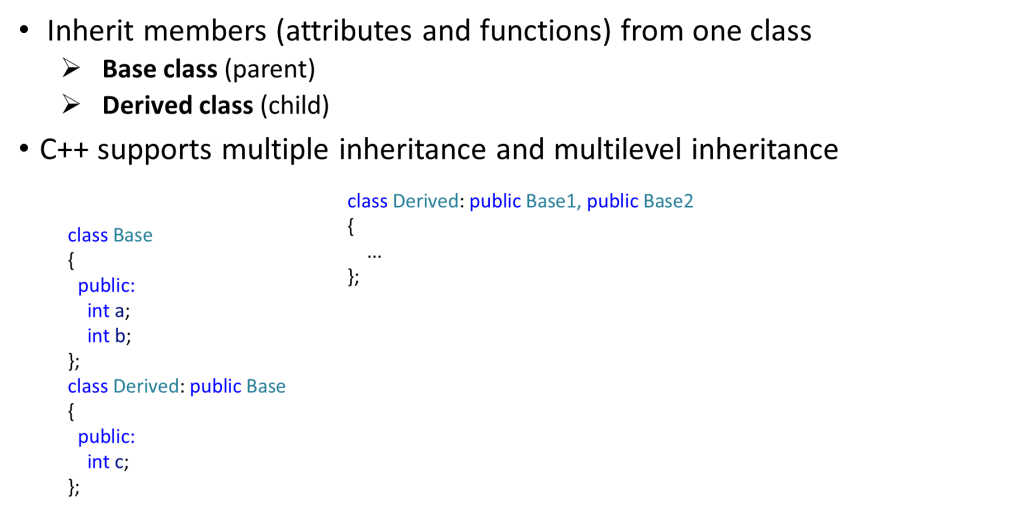 • Inherit members (attributes and functions) from one class
➢ Base class (parent)
➢ Derived class (child)
• C++ supports multiple inheritance and multilevel inheritance
class Base
{
public:
int a;
int b;
};
class Derived: public Base
{
public:
int c;
};
class Derived: public Base1, public Base2
{
...
};